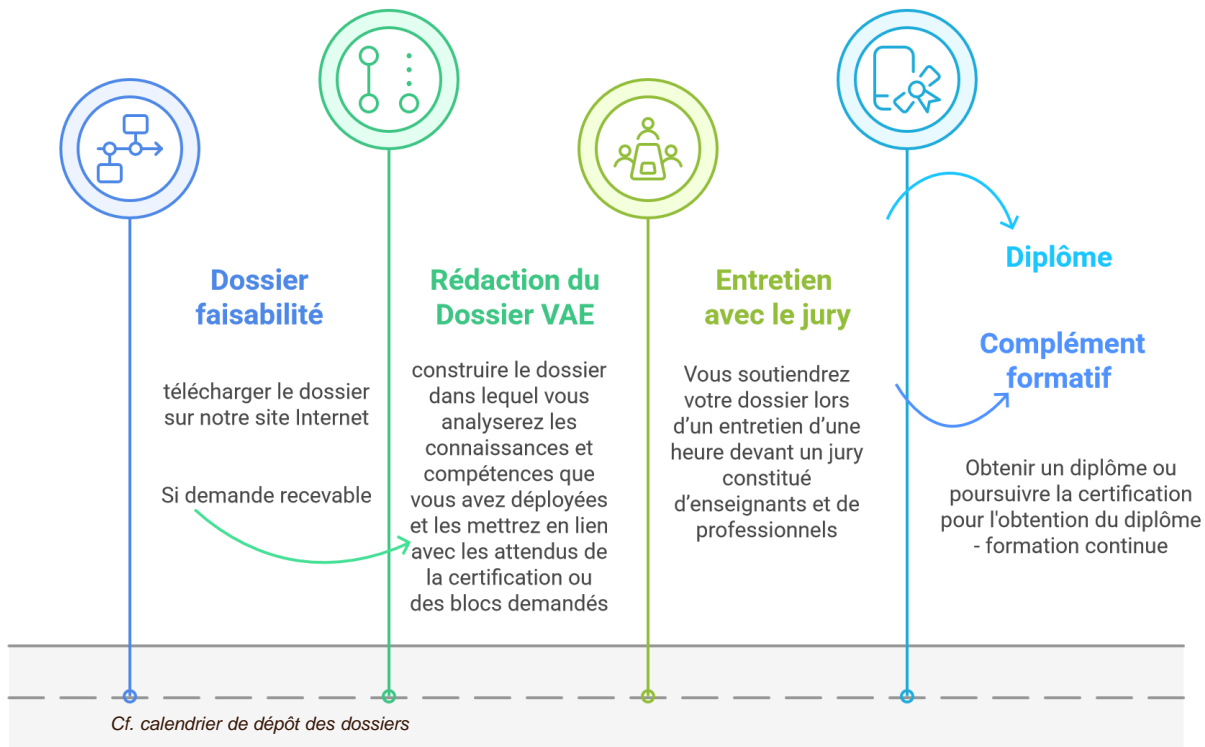 Dossier
faisabilité
télécharger le dossier
sur notre site Internet
Si demande recevable
Rédaction du
Dossier VAE
construire le dossier
dans lequel vous
analyserez les
connaissances et
compétences que
vous avez déployées
et les mettrez en lien
avec les attendus de
la certification ou
des blocs demandés
Entretien
avec le jury
Vous soutiendrez
votre dossier lors
d’un entretien d’une
heure devant un jury
constitué
d’enseignants et de
professionnels
Diplôme
Complément
formatif
Obtenir un diplôme ou
poursuivre la certification
pour l'obtention du diplôme
- formation continue
Cf. calendrier de dépôt des dossiers